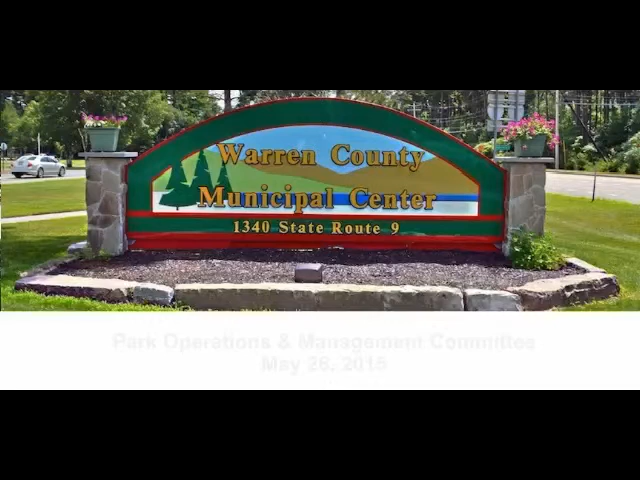 Warren County
Municipal Center
1340 State Route 9
Park Operations & Management Committee
May 26, 2015